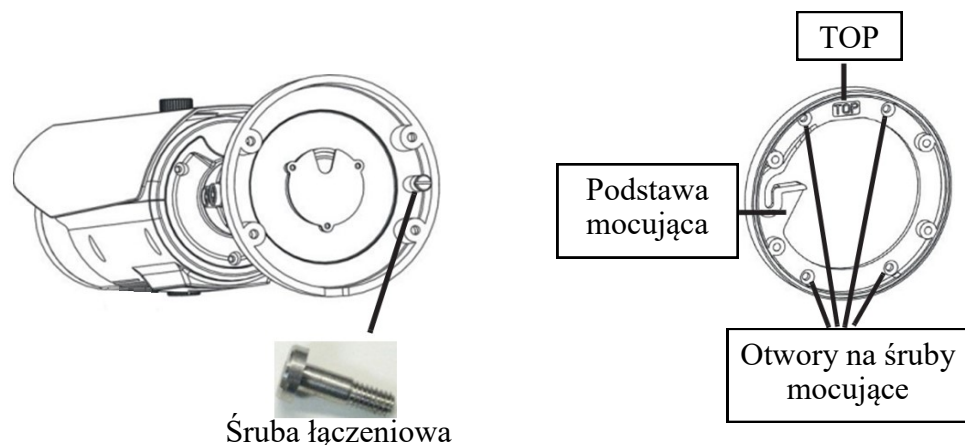 TOP
TOP
Podstawa
mocująca
Otwory na śruby
mocujące
Śruba łączeniowa